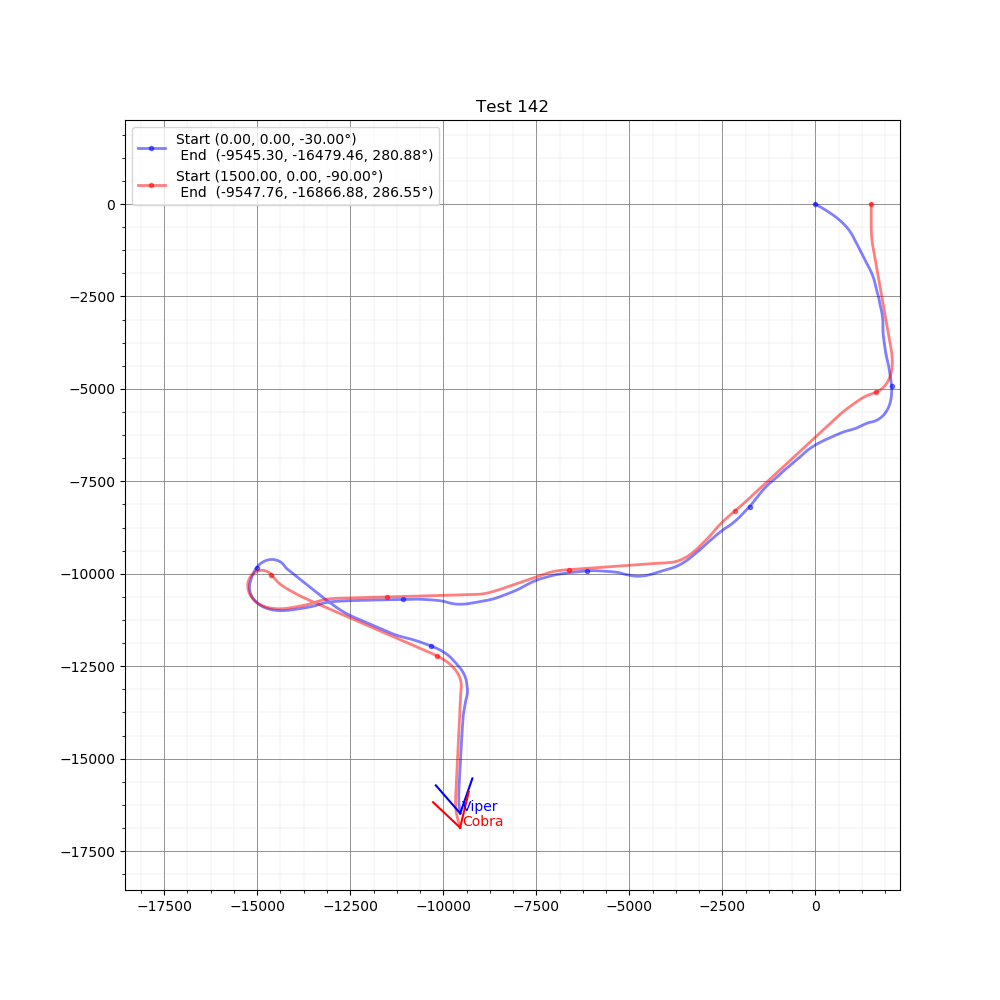 Test 142
Start (0.00, 0.00, -30.00°)
End (-9545.30, -16479.46, 280.88°)
Start (1500.00, 0.00, -90.00°)
End (-9547.76, -16866.88, 286.55°)
0
−2500
−5000
−7500
−10000
−12500
−15000
−17500
Viper
Cobra
−17500 −15000 −12500 −10000 −7500 −5000 −2500 0